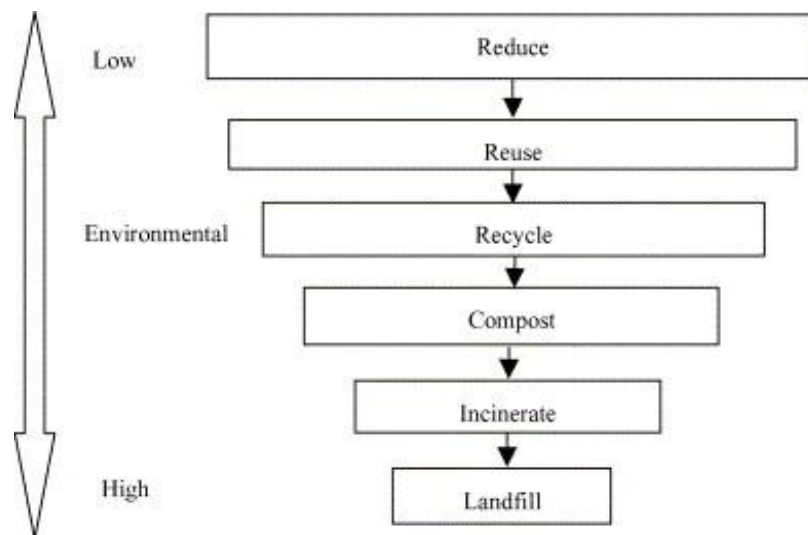 Low
Reduce
Reuse
Environmental
Recycle
Compost
Incinerate
High
Landfill